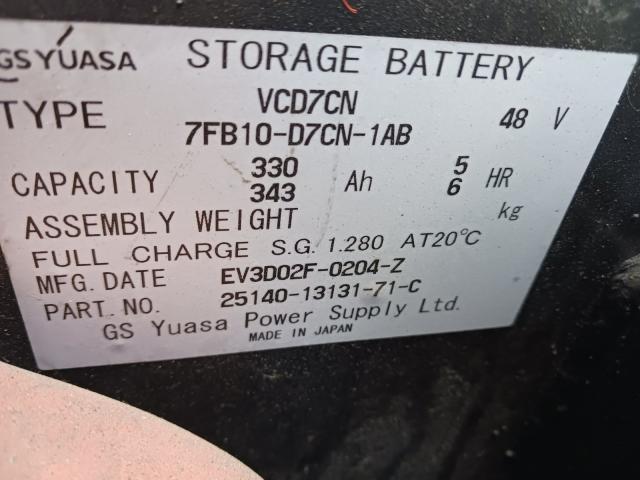 GS YUASA STORAGE BATTERY
TYPE VCD7CN 48 V
7FB10-D7CN-1AB
CAPACITY 330 Ah 5 HR
343 6
ASSEMBLY WEIGHT kg
FULL CHARGE S.G. 1.280 AT20℃
MFG. DATE EV3D02F-0204-Z
PART. NO. 25140-13131-71-C
GS Yuasa Power Supply Ltd.
MADE IN JAPAN